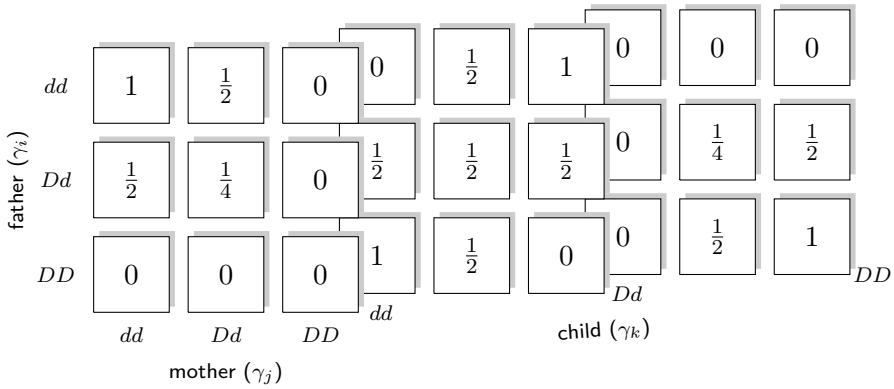 0 0 0
0 1/2 1
dd 1 1/2 0
0 1/4 1/2
1/2 1/2 1/2
Dd 1/2 1/4 0
0 1/2 1
1 1/2 0
DD 0 0 0
father (γi)
dd Dd DD
mother (γj)
dd Dd DD
child (γk)